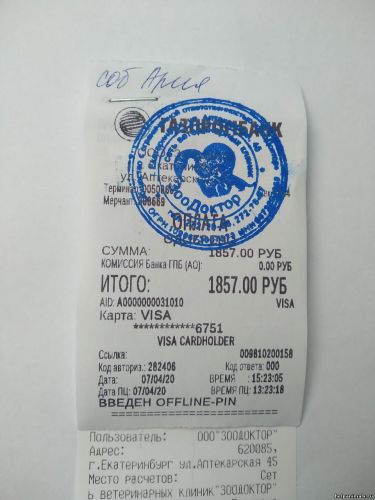 соб Ария
ГАЗПРОМБАНК
ЗооДоктор
ул. Аптекарск
ОПЛАТА
СУММА: 1857.00 РУБ
КОМИССИЯ Банка ГПБ (АО): 0.00 РУБ
ИТОГО: 1857.00 РУБ
AID: A0000000031010 VISA
Карта: VISA
************6751
VISA CARDHOLDER
Ссылка: 009810200158
Код авториз.: 282406 Код ответа: 000
Дата: 07/04/20 ВРЕМЯ : 15:23:05
Дата ПЦ: 07/04/20 ВРЕМЯ ПЦ: 13:23:18
ВВЕДЕН OFFLINE-PIN
Пользователь: ООО"ЗООДОКТОР"
Адрес: 620085,
г.Екатеринбург ул.Аптекарская 45
Место расчетов: Сет
ь ветеринарных клиник"ЗООДОКТОР"